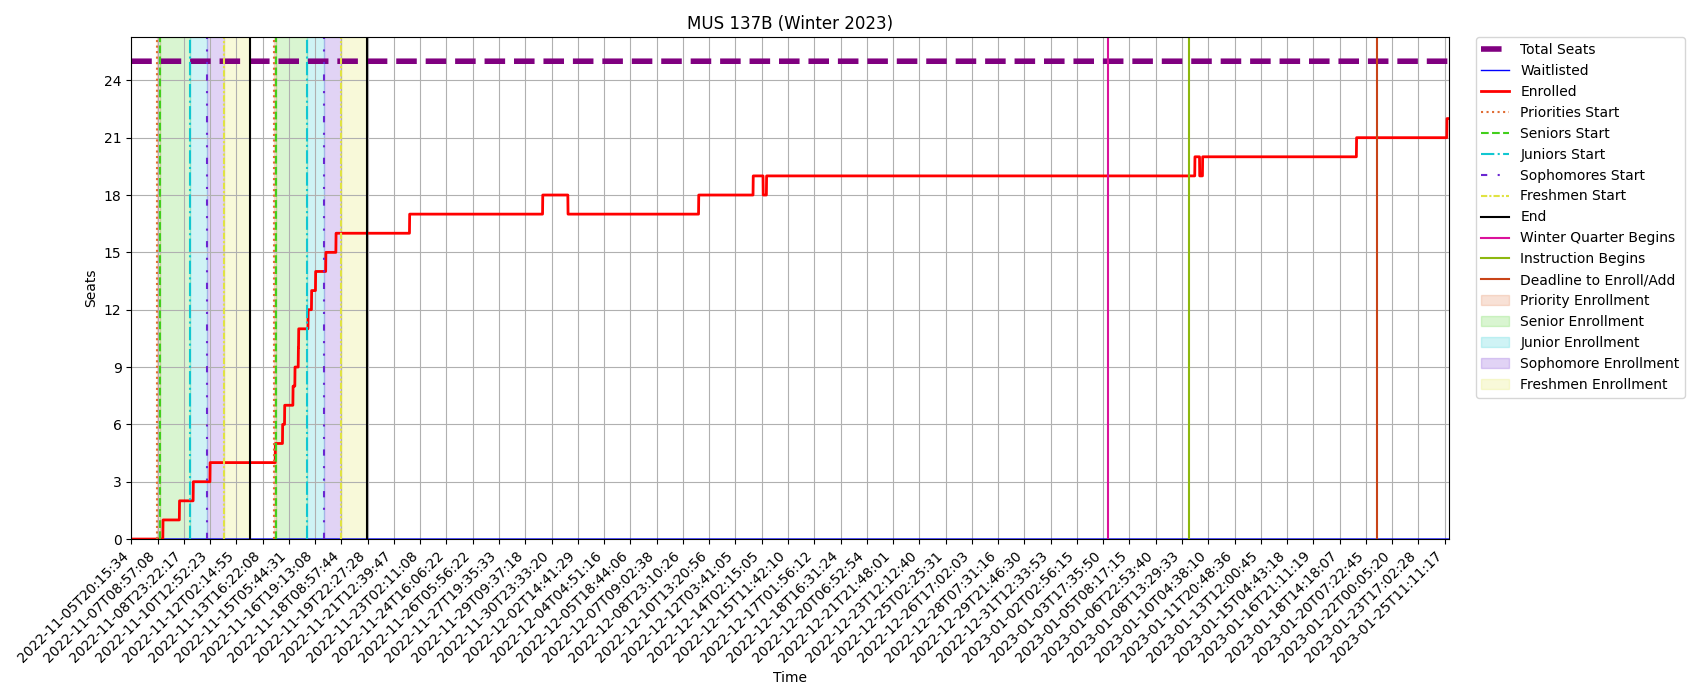 MUS 137B (Winter 2023)
Total Seats
Waitlisted
Enrolled
Priorities Start
Seniors Start
Juniors Start
Sophomores Start
Freshmen Start
End
Winter Quarter Begins
Instruction Begins
Deadline to Enroll/Add
Priority Enrollment
Senior Enrollment
Junior Enrollment
Sophomore Enrollment
Freshmen Enrollment
Seats
24
21
18
15
12
9
6
3
0
2022-11-05T20:15:34
2022-11-07T08:57:08
2022-11-08T23:22:17
2022-11-10T12:52:23
2022-11-12T02:14:55
2022-11-13T16:22:08
2022-11-15T05:44:31
2022-11-16T19:13:08
2022-11-18T08:57:44
2022-11-19T22:27:28
2022-11-21T12:39:47
2022-11-23T02:11:08
2022-11-24T16:06:22
2022-11-26T05:56:22
2022-11-27T19:35:33
2022-11-29T09:37:18
2022-11-30T23:33:20
2022-12-02T14:41:29
2022-12-04T04:51:16
2022-12-05T18:44:06
2022-12-07T09:02:38
2022-12-08T23:10:26
2022-12-10T13:20:56
2022-12-12T03:41:05
2022-12-14T02:15:05
2022-12-15T11:42:10
2022-12-17T01:56:12
2022-12-18T16:31:24
2022-12-20T06:52:54
2022-12-21T21:48:01
2022-12-23T12:12:40
2022-12-25T02:25:31
2022-12-26T17:02:03
2022-12-28T07:31:16
2022-12-29T21:46:30
2022-12-31T12:33:53
2023-01-02T02:56:15
2023-01-03T17:35:50
2023-01-05T08:17:15
2023-01-06T22:53:40
2023-01-08T13:29:33
2023-01-10T04:38:10
2023-01-11T20:48:36
2023-01-13T12:00:45
2023-01-15T04:43:18
2023-01-16T21:11:19
2023-01-18T14:18:07
2023-01-20T07:22:45
2023-01-22T00:05:20
2023-01-23T17:02:28
2023-01-25T11:11:17
Time